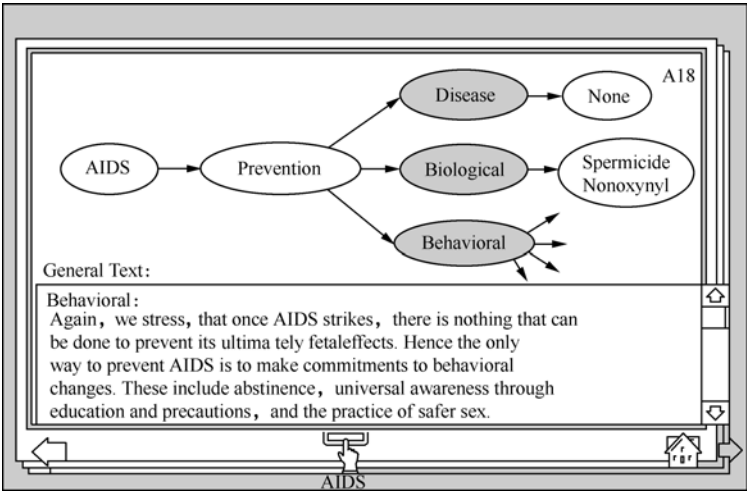 A18
Disease
None
AIDS
Prevention
Biological
Spermicide
Nonoxynyl
Behavioral
General Text:
Behavioral:
Again, we stress, that once AIDS strikes, there is nothing that can
be done to prevent its ultima tely fetaleffects. Hence the only
way to prevent AIDS is to make commitments to behavioral
changes. These include abstinence, universal awareness through
education and precautions, and the practice of safer sex.
AIDS